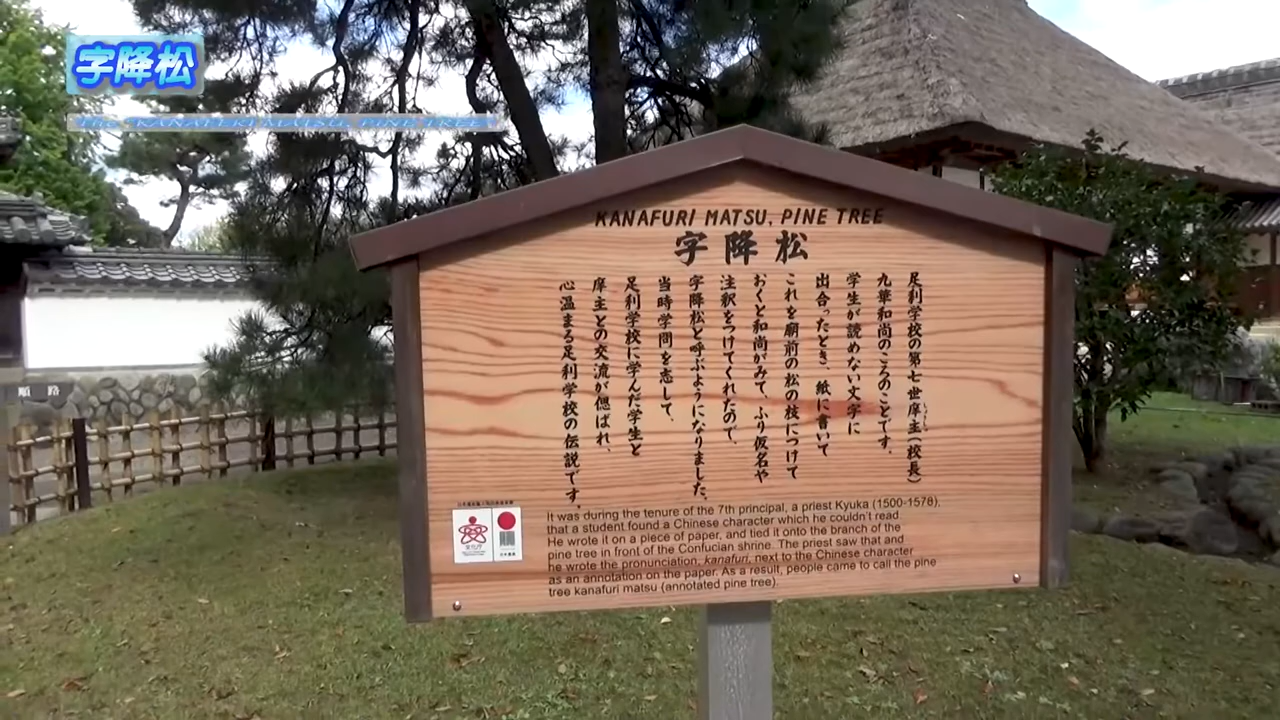 字降松
The "KANAFURI MATSU, PINE TREE"
KANAFURI MATSU, PINE TREE
字降松
足利学校の第七世庠主(校長)
九華和尚のころのことです。
学生が読めない文字に
出合ったとき、紙に書いて
これを廟前の松の枝につけて
おくと和尚がみて、ふり仮名や
注釈をつけてくれたので、
字降松と呼ぶようになりました。
当時学問を志して、
足利学校に学んだ学生と
庠主との交流が偲ばれ、
心温まる足利学校の伝説です。
It was during the tenure of the 7th principal, a priest Kyuka (1500-1578),
that a student found a Chinese character which he couldn't read.
He wrote it on a piece of paper, and tied it onto the branch of the
pine tree in front of the Confucian shrine. The priest saw that and
he wrote the pronunciation, kanafuri, next to the Chinese character
as an annotation on the paper. As a result, people came to call the pine
tree kanafuri matsu (annotated pine tree).
文化庁
順路